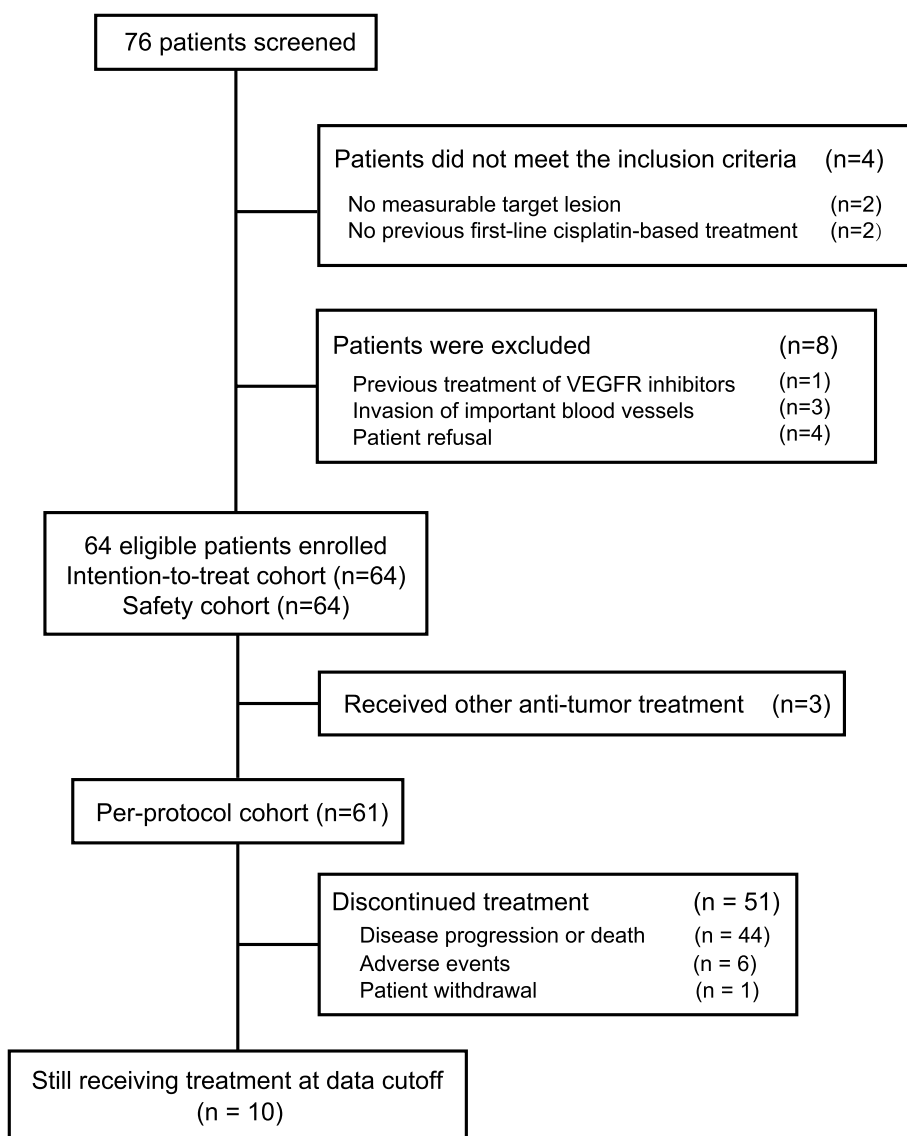 76 patients screened
Patients did not meet the inclusion criteria (n=4)
No measurable target lesion (n=2)
No previous first-line cisplatin-based treatment (n=2)
Patients were excluded (n=8)
Previous treatment of VEGFR inhibitors (n=1)
Invasion of important blood vessels (n=3)
Patient refusal (n=4)
64 eligible patients enrolled
Intention-to-treat cohort (n=64)
Safety cohort (n=64)
Received other anti-tumor treatment (n=3)
Per-protocol cohort (n=61)
Discontinued treatment (n = 51)
Disease progression or death (n = 44)
Adverse events (n = 6)
Patient withdrawal (n = 1)
Still receiving treatment at data cutoff
(n = 10)